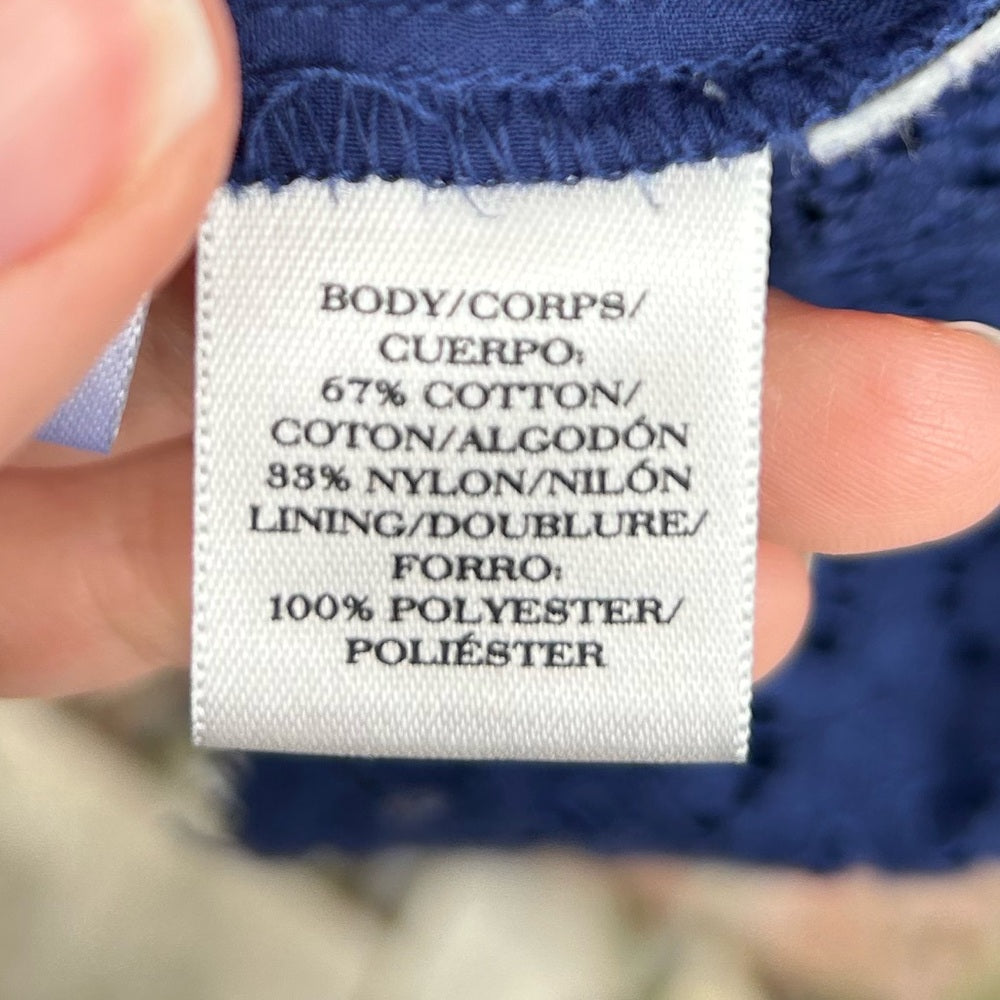 BODY/CORPS/
CUERPO:
67% COTTON/
COTON/ALGODÓN
33% NYLON/NILÓN
LINING/DOUBLURE/
FORRO:
100% POLYESTER/
POLIÉSTER